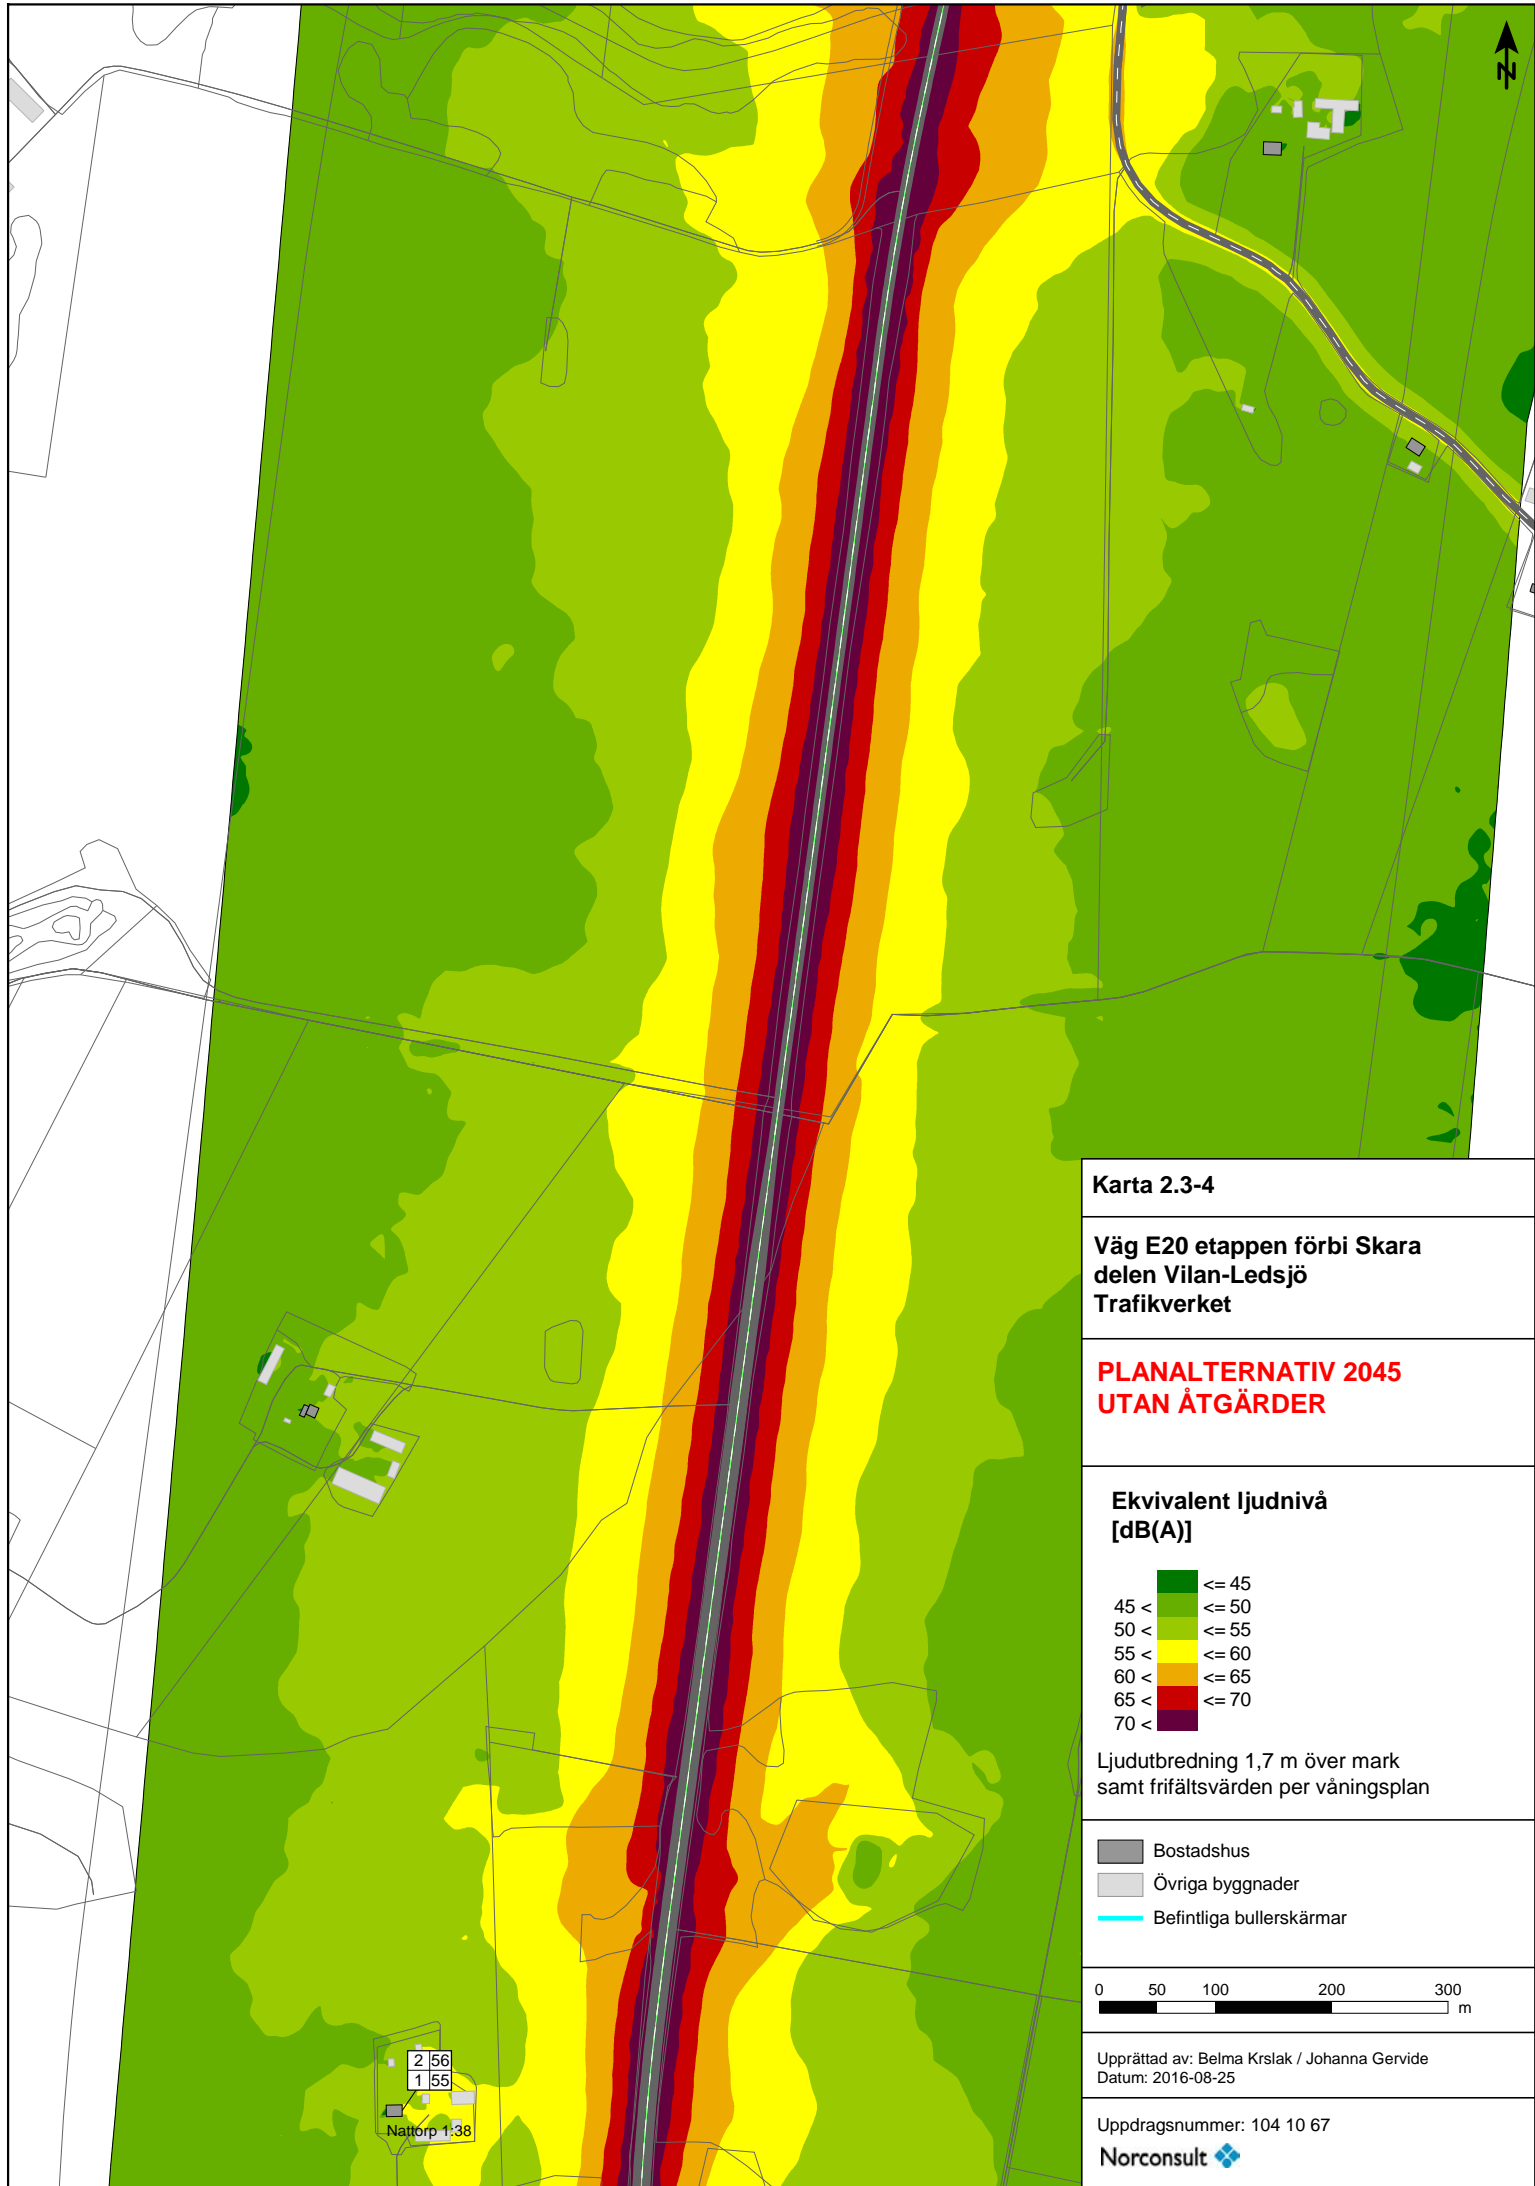 N
Karta 2.3-4
Väg E20 etappen förbi Skara
delen Vilan-Ledsjö
Trafikverket
PLANALTERNATIV 2045
UTAN ÅTGÄRDER
Ekvivalent ljudnivå
[dB(A)]
<= 45
45 < <= 50
50 < <= 55
55 < <= 60
60 < <= 65
65 < <= 70
70 <
Ljudutbredning 1,7 m över mark
samt frifältsvärden per våningsplan
Bostadshus
Övriga byggnader
Befintliga bullerskärmar
0 50 100 200 300
m
Upprättad av: Belma Krslak / Johanna Gervide
Datum: 2016-08-25
Uppdragsnummer: 104 10 67
Norconsult
2 56
1 55
Nattorp 1:38